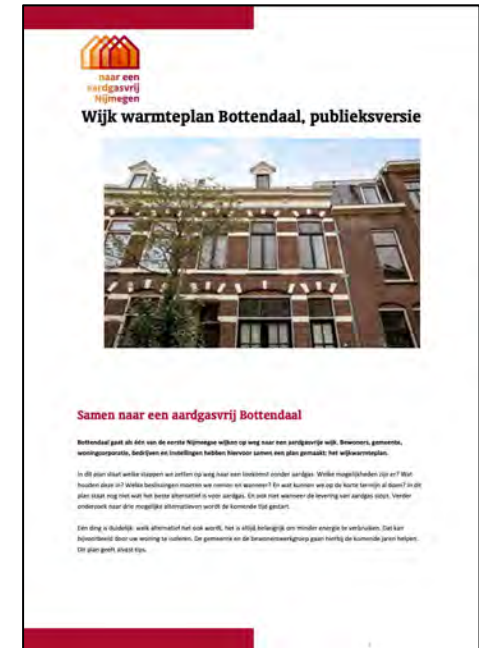 naar een
aardgasvrij
Nijmegen
Wijk warmteplan Bottendaal, publieksversie
Samen naar een aardgasvrij Bottendaal
Bottendaal gaat als één van de eerste Nijmeegse wijken op weg naar een aardgasvrije wijk. Bewoners, gemeente,
woningcorporatie, bedrijven en instellingen hebben hiervoor samen een plan gemaakt: het wijkwarmteplan.
In dit plan staat welke stappen we zetten op weg naar een toekomst zonder aardgas. Welke mogelijkheden zijn er? Wat
houden deze in? Welke beslissingen moeten we nemen en wanneer? En wat kunnen we op de korte termijn al doen? In dit
plan staat nog niet wat het beste alternatief is voor aardgas. En ook niet wanneer de levering van aardgas stopt. Verder
onderzoek naar drie mogelijke alternatieven wordt de komende tijd gestart.
Eén ding is duidelijk: welk alternatief het ook wordt, het is altijd belangrijk om minder energie te verbruiken. Dat kan
bijvoorbeeld door uw woning te isoleren. De gemeente en de bewonerswerkgroep gaan hierbij de komende jaren helpen.
Dit plan geeft alvast tips.